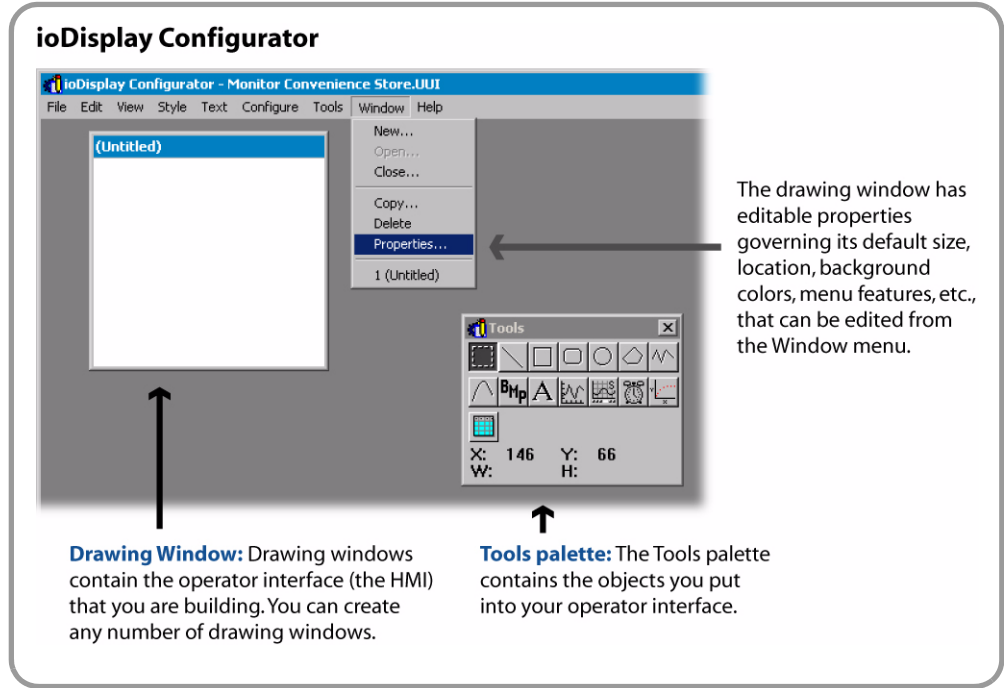 ioDisplay Configurator
ioDisplay Configurator - Monitor Convenience Store.UUI
File Edit View Style Text Configure Tools Window Help
(Untitled)
New...
Open...
Close...
Copy...
Delete
Properties...
1 (Untitled)
The drawing window has
editable properties
governing its default size,
location, background
colors, menu features, etc.,
that can be edited from
the Window menu.
Tools
BMP A
X: 146 Y: 66
W: H:
Drawing Window: Drawing windows
contain the operator interface (the HMI)
that you are building. You can create
any number of drawing windows.
Tools palette: The Tools palette
contains the objects you put
into your operator interface.